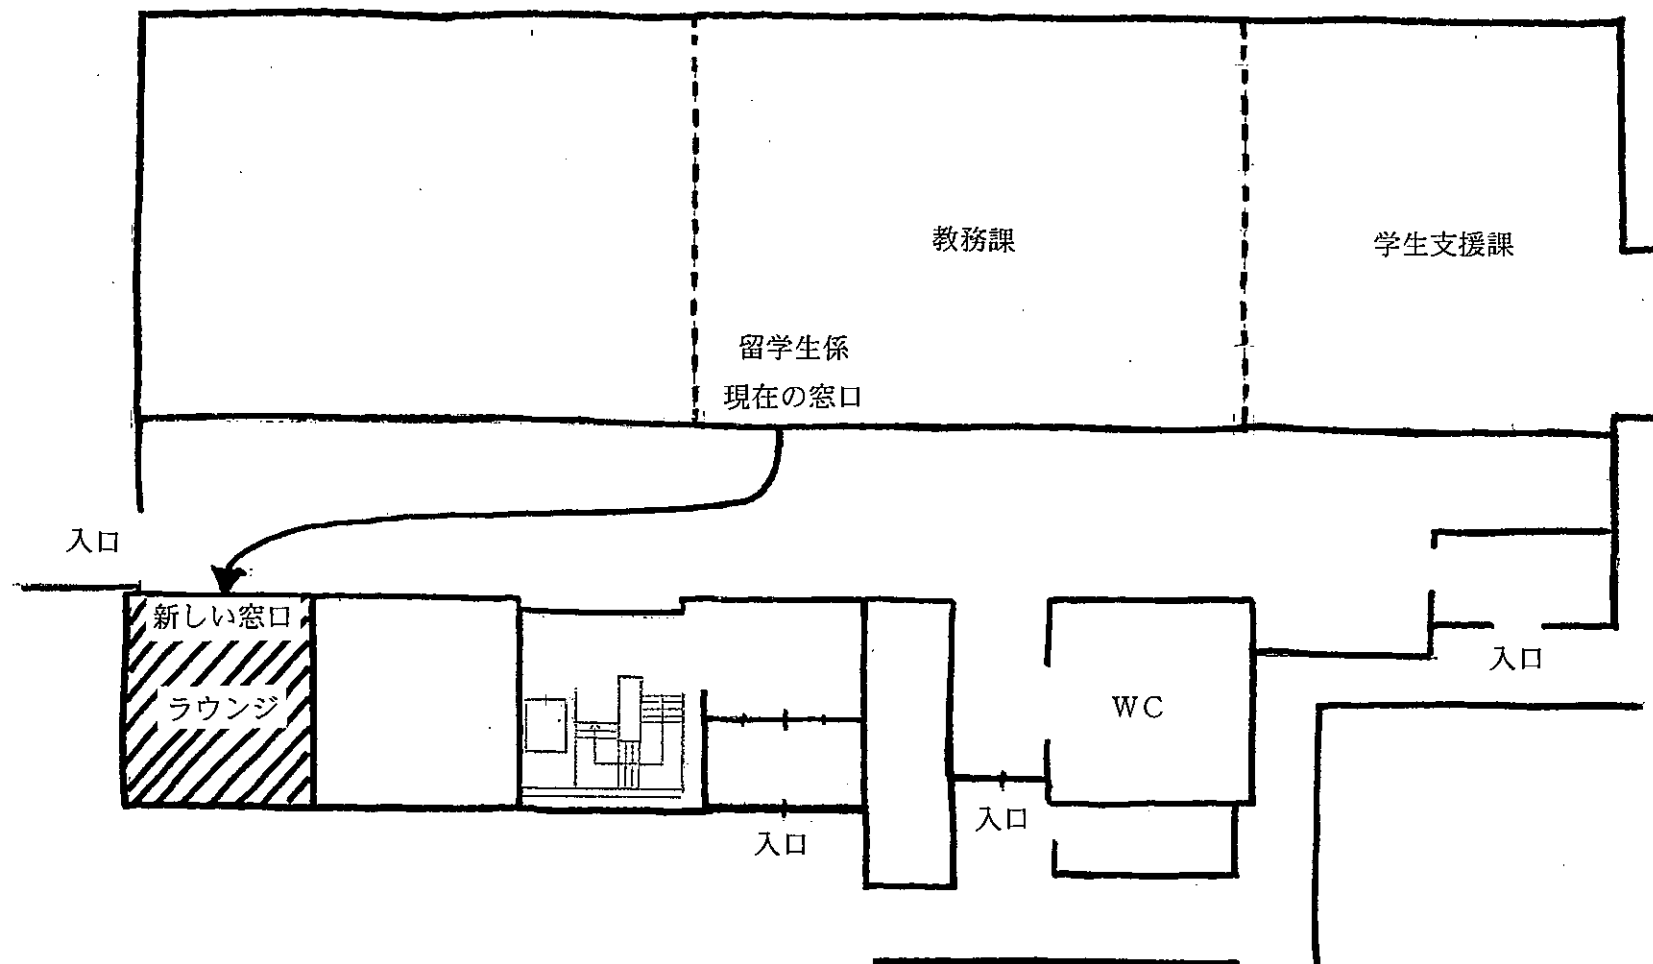 教務課
学生支援課
留学生係
現在の窓口
入口
新しい窓口
ラウンジ
WC
入口
入口
入口